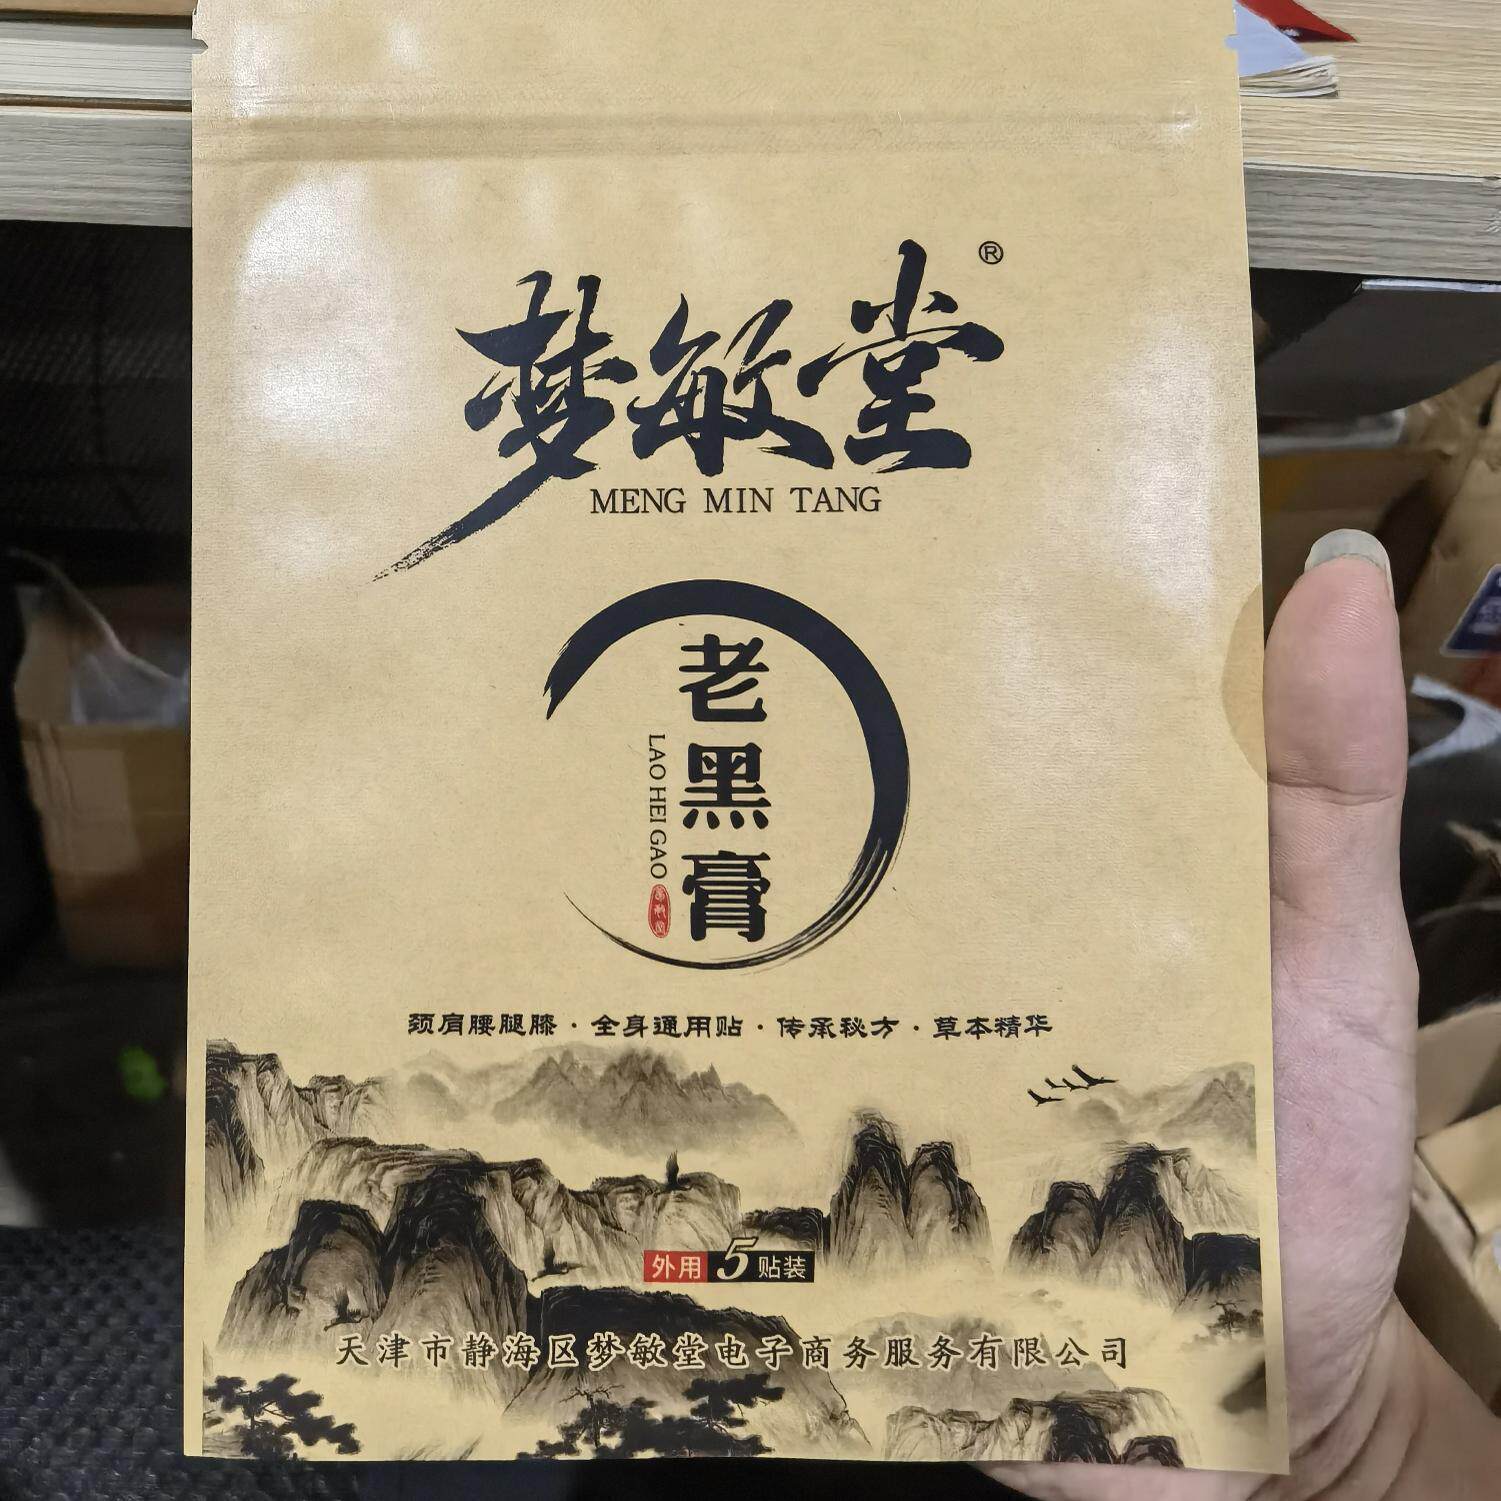 梦敏堂®
MENG MIN TANG
老黑膏
LAO HEI GAO
颈肩腰腿膝·全身通用贴·传承秘方·草本精华
外用5贴装
天津市静海区梦敏堂电子商务服务有限公司